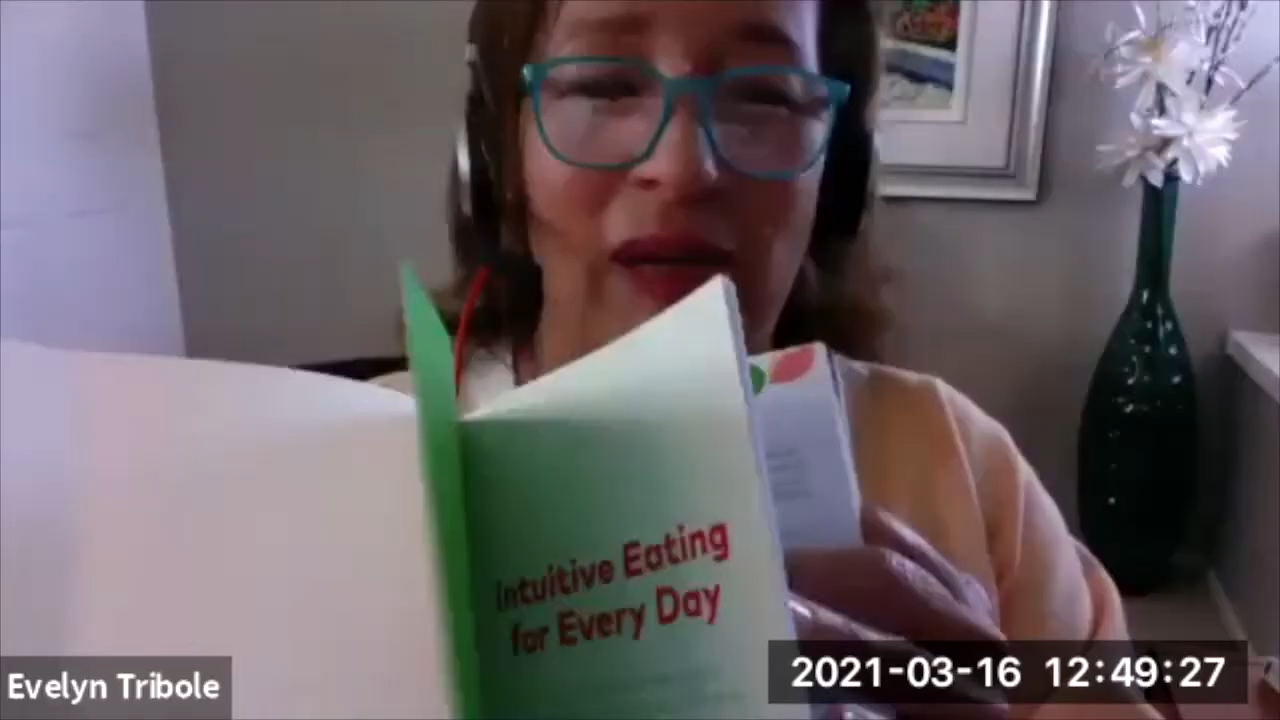 Intuitive Eating
for Every Day
Evelyn Tribole
2021-03-16 12:49:27